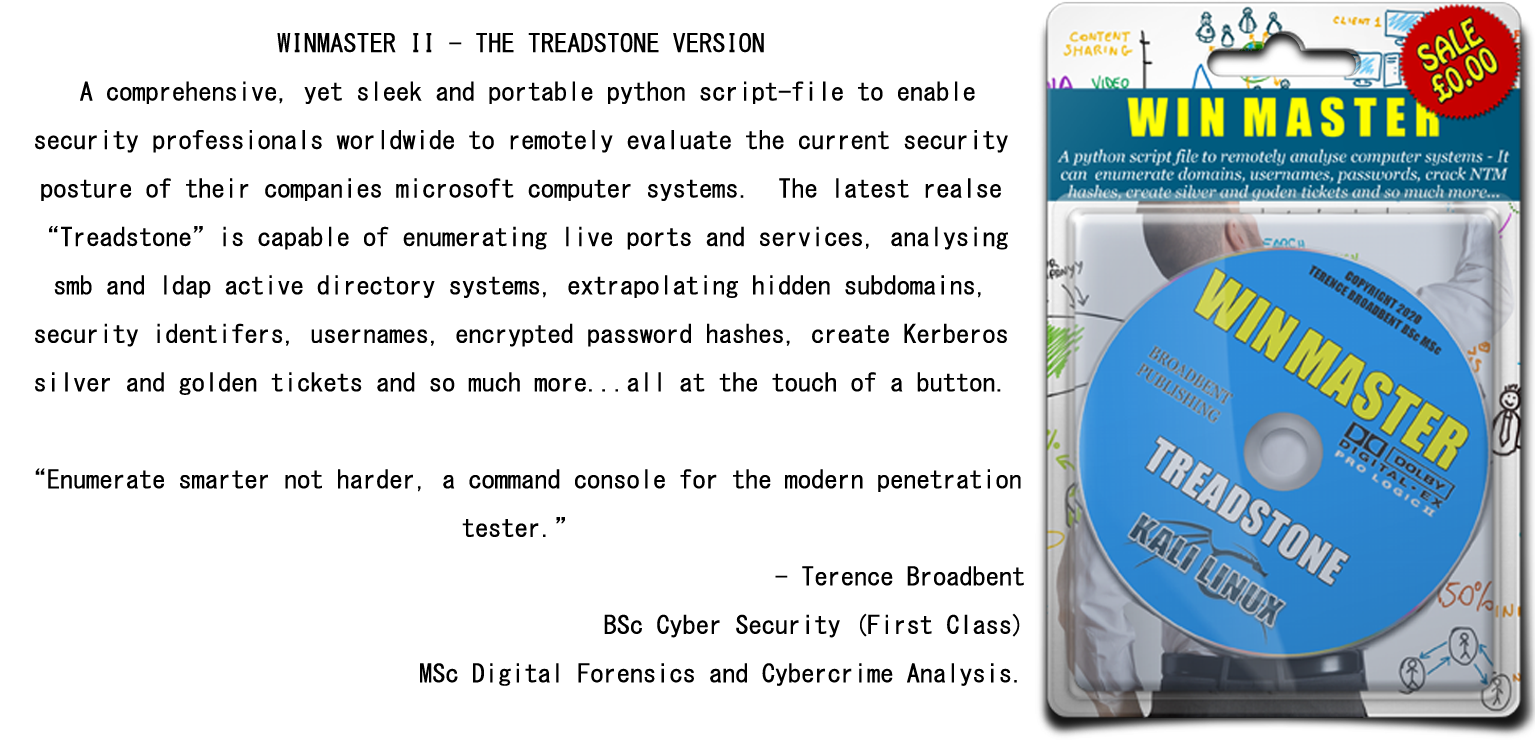 WINMASTER II – THE TREADSTONE VERSION
A comprehensive, yet sleek and portable python script-file to enable
security professionals worldwide to remotely evaluate the current security
posture of their companies microsoft computer systems. The latest realse
“Treadstone” is capable of enumerating live ports and services, analysing
smb and ldap active directory systems, extrapolating hidden subdomains,
security identifers, usernames, encrypted password hashes, create Kerberos
silver and golden tickets and so much more...all at the touch of a button.
“Enumerate smarter not harder, a command console for the modern penetration
tester.”
– Terence Broadbent
BSc Cyber Security (First Class)
MSc Digital Forensics and Cybercrime Analysis.
CONTENT
SHARING
VIDEO
CLIENT 1
SALE
£0.00
WIN MASTER
A python script file to remotely analyse computer systems - It
can enumerate domains, usernames, passwords, crack NTM
hashes, create silver and goden tickets and so much more...
COPYRIGHT 2020
TERENCE BROADBENT BSc MSc
WIN MASTER
BROADBENT
PUBLISHING
DOLBY
DIGITAL·EX
PRO LOGIC II
TREADSTONE
KALI LINUX
50%